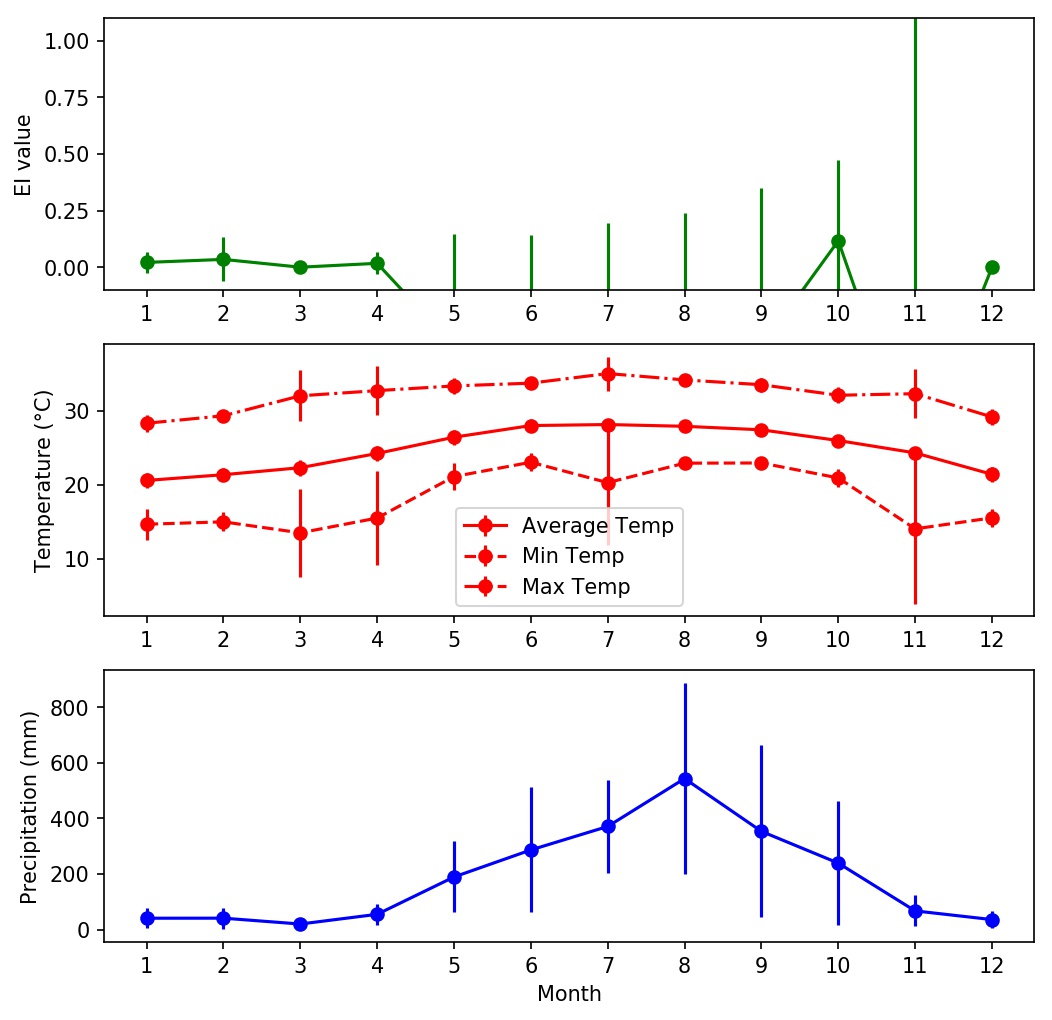 EI value
1.00
0.75
0.50
0.25
0.00
1 2 3 4 5 6 7 8 9 10 11 12
Temperature (°C)
30
20
10
Average Temp
Min Temp
Max Temp
1 2 3 4 5 6 7 8 9 10 11 12
Precipitation (mm)
800
600
400
200
0
1 2 3 4 5 6 7 8 9 10 11 12
Month